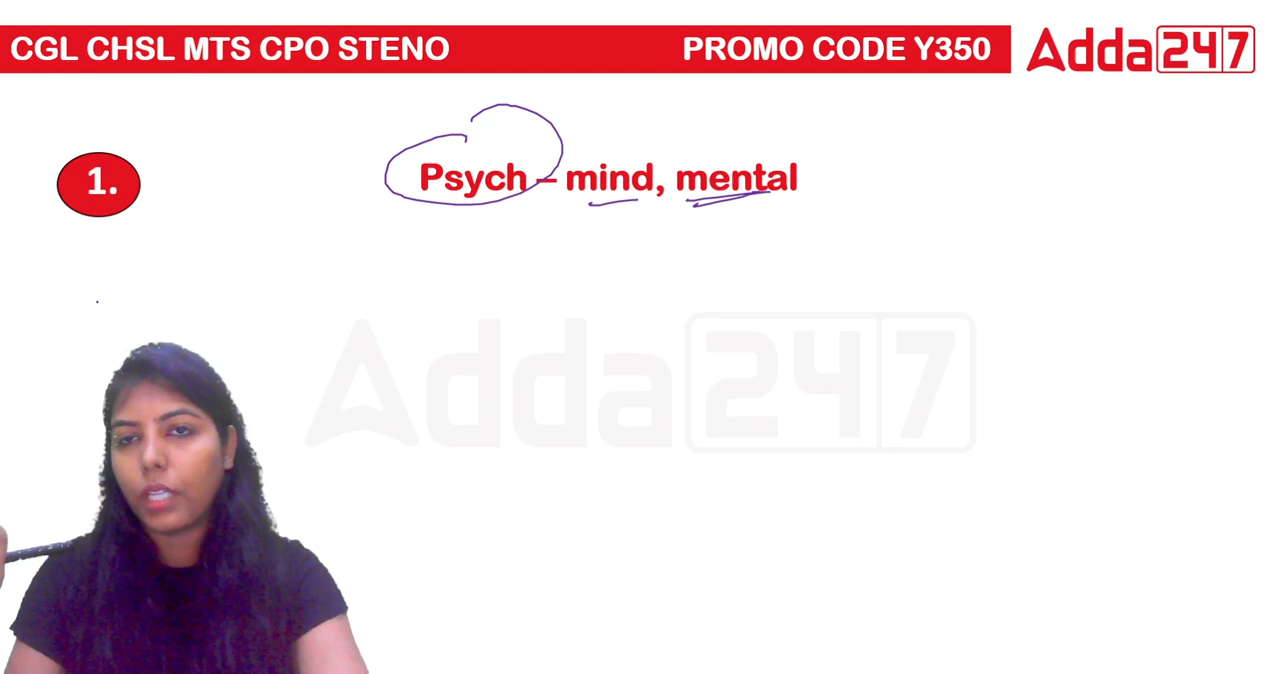 CGL CHSL MTS CPO STENO PROMO CODE Y350 Adda247
1. Psych – mind, mental
Adda247